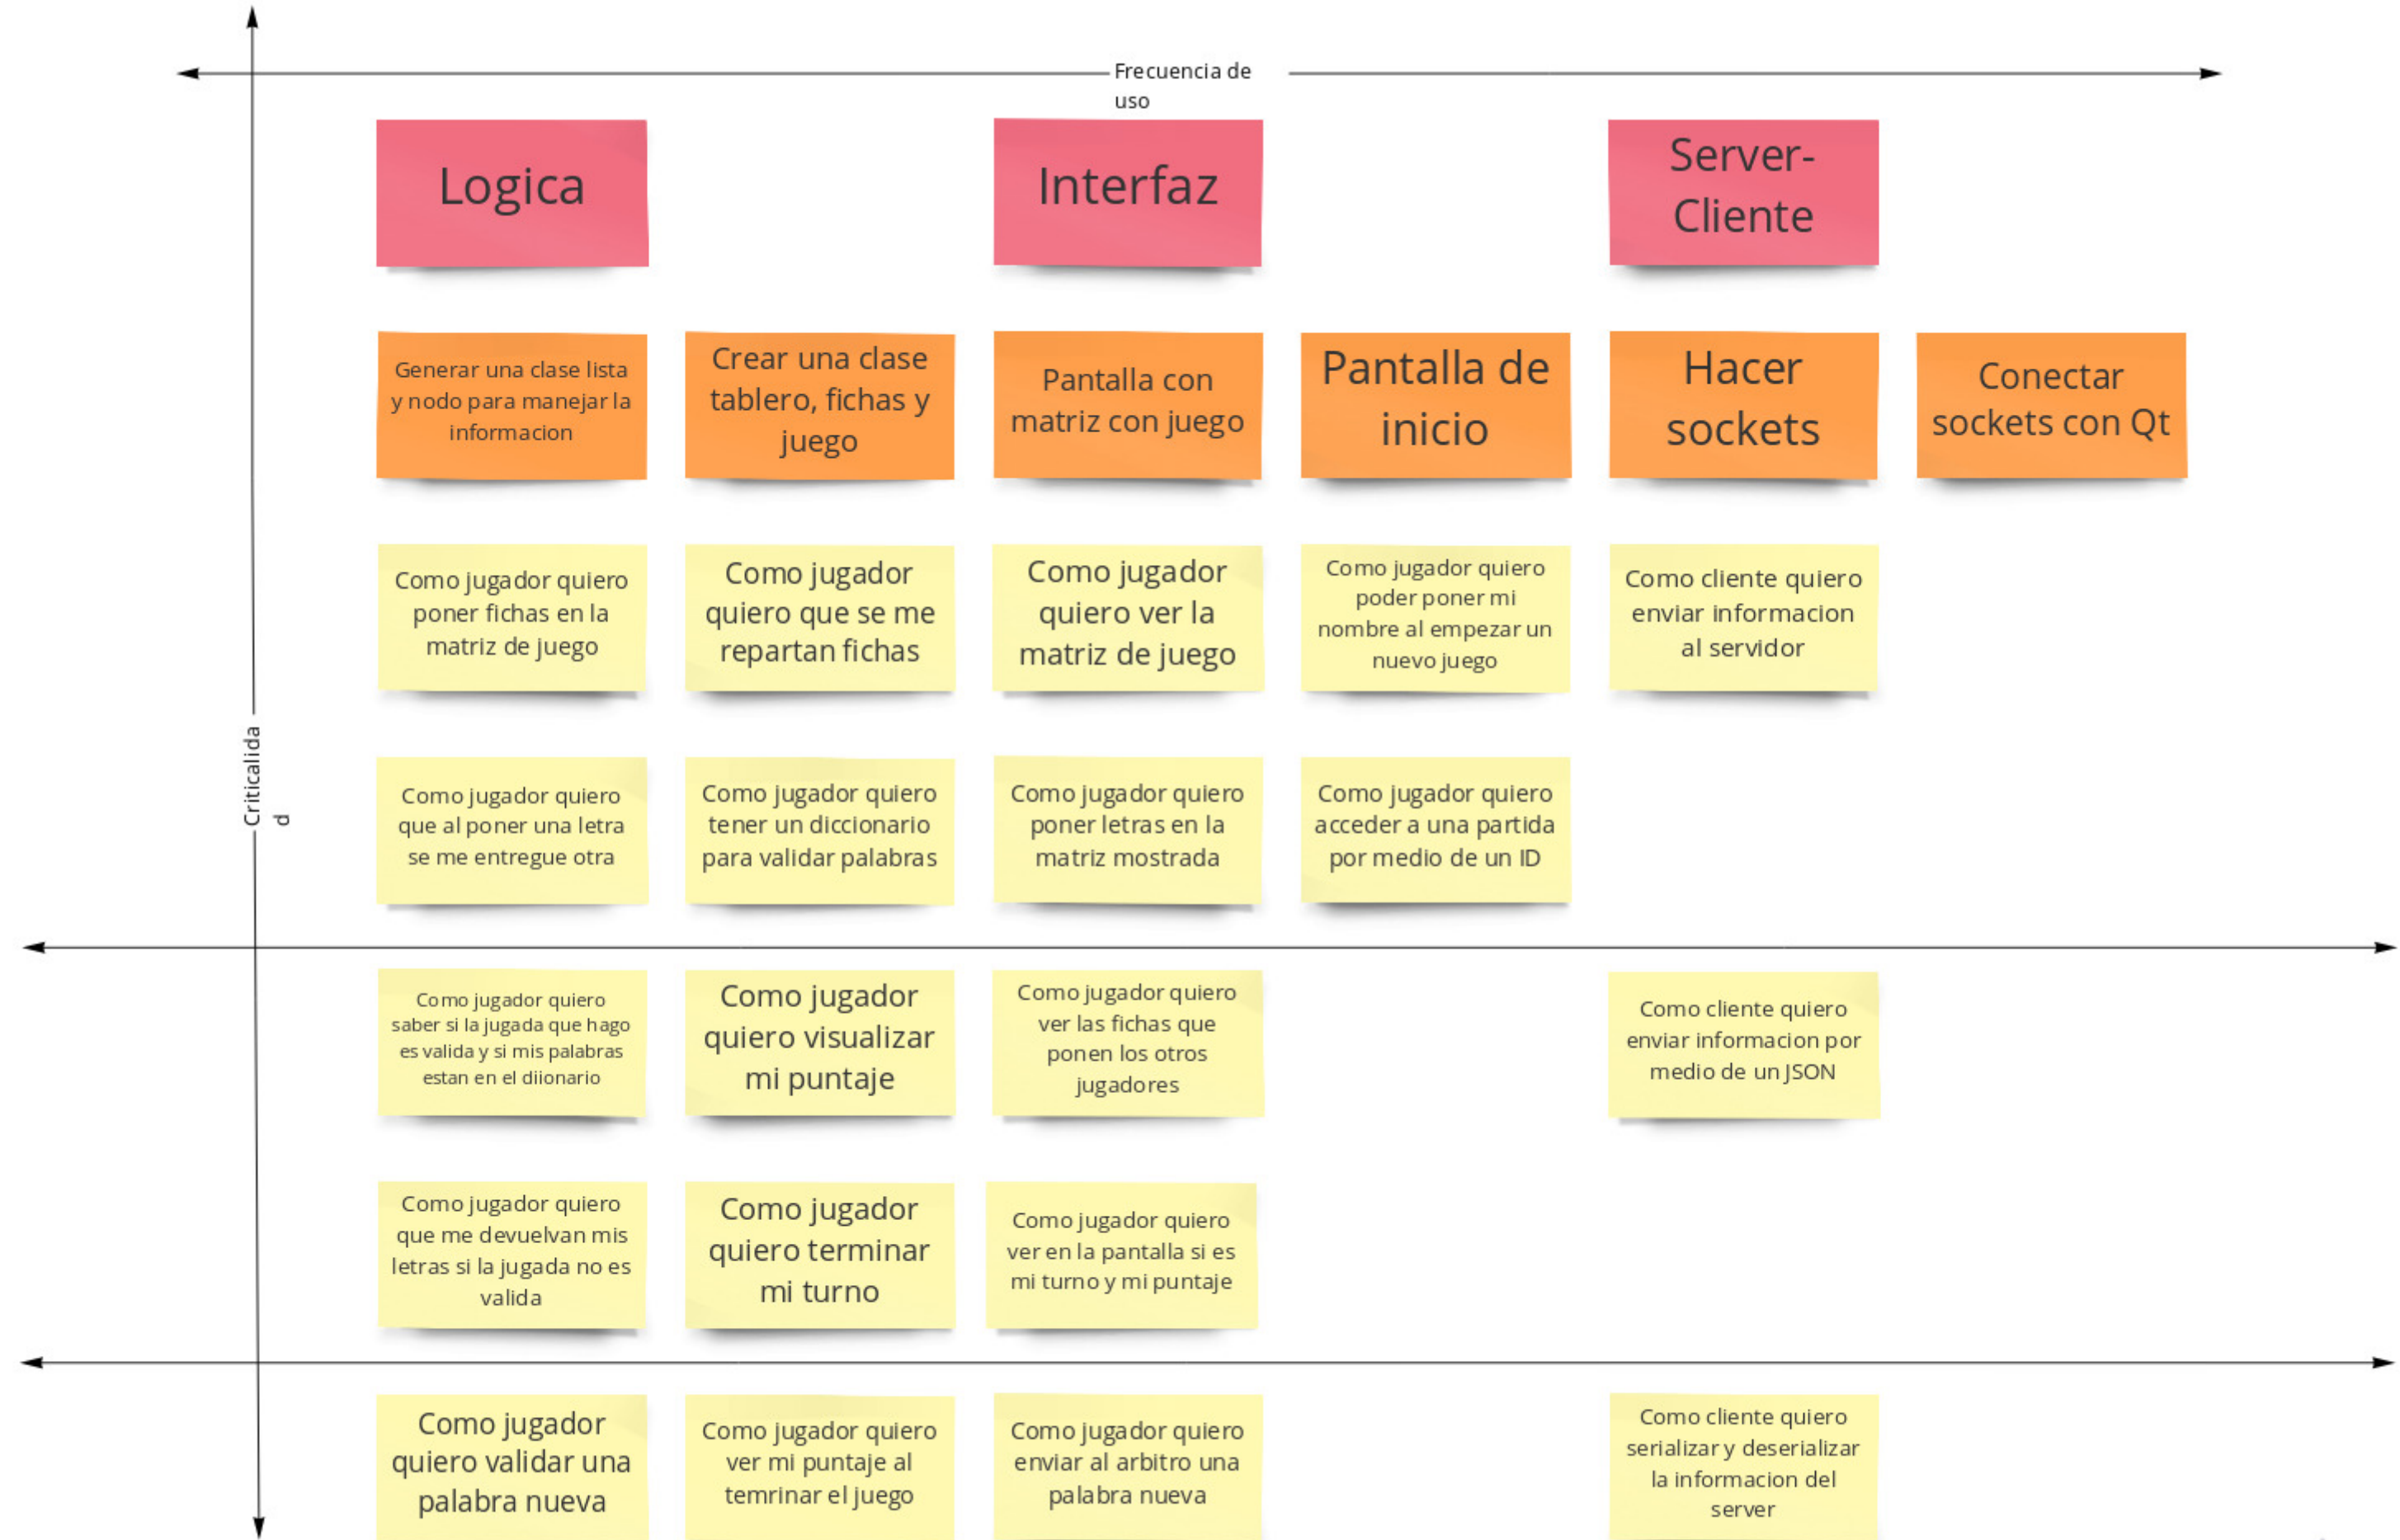 Frecuencia de
uso
Logica
Interfaz
Server-
Cliente
Generar una clase lista
y nodo para manejar la
informacion
Crear una clase
tablero, fichas y
juego
Pantalla con
matriz con juego
Pantalla de
inicio
Hacer
sockets
Conectar
sockets con Qt
Como jugador quiero
poner fichas en la
matriz de juego
Como jugador
quiero que se me
repartan fichas
Como jugador
quiero ver la
matriz de juego
Como jugador quiero
poder poner mi
nombre al empezar un
nuevo juego
Como cliente quiero
enviar informacion
al servidor
Criticalida
d
Como jugador quiero
que al poner una letra
se me entregue otra
Como jugador quiero
tener un diccionario
para validar palabras
Como jugador quiero
poner letras en la
matriz mostrada
Como jugador quiero
acceder a una partida
por medio de un ID
Como jugador quiero
saber si la jugada que hago
es valida y si mis palabras
estan en el diionario
Como jugador
quiero visualizar
mi puntaje
Como jugador quiero
ver las fichas que
ponen los otros
jugadores
Como cliente quiero
enviar informacion por
medio de un JSON
Como jugador quiero
que me devuelvan mis
letras si la jugada no es
valida
Como jugador
quiero terminar
mi turno
Como jugador quiero
ver en la pantalla si es
mi turno y mi puntaje
Como jugador
quiero validar una
palabra nueva
Como jugador quiero
ver mi puntaje al
temrinar el juego
Como jugador quiero
enviar al arbitro una
palabra nueva
Como cliente quiero
serializar y deserializar
la informacion del
server